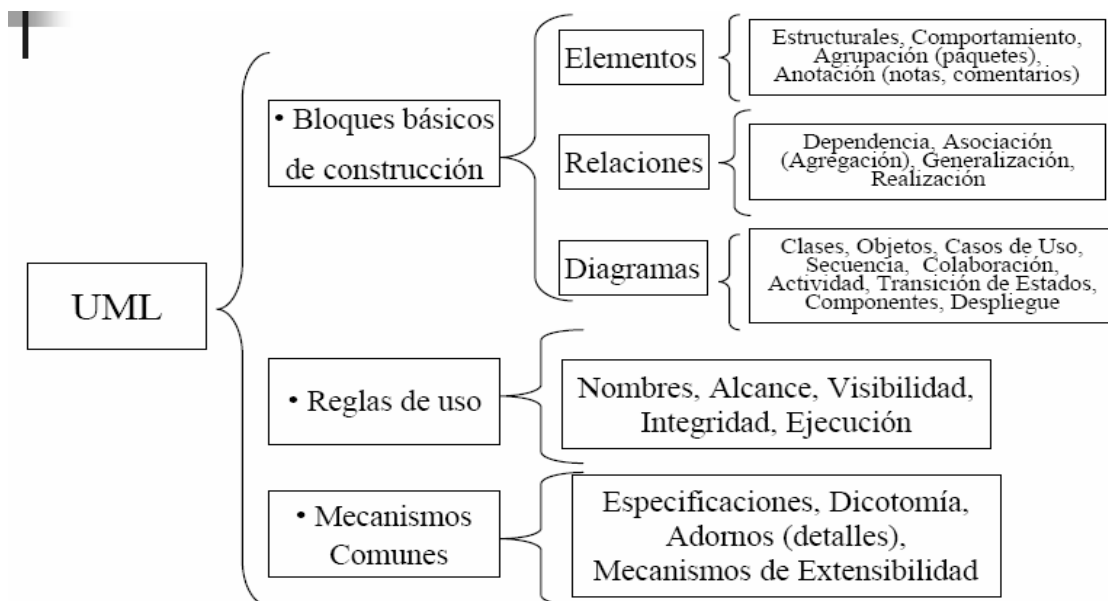 UML
• Bloques básicos
de construcción
Elementos
Estructurales, Comportamiento,
Agrupación (paquetes),
Anotación (notas, comentarios)
Relaciones
Dependencia, Asociación
(Agregación), Generalización,
Realización
Diagramas
Clases, Objetos, Casos de Uso,
Secuencia, Colaboración,
Actividad, Transición de Estados,
Componentes, Despliegue
• Reglas de uso
Nombres, Alcance, Visibilidad,
Integridad, Ejecución
• Mecanismos
Comunes
Especificaciones, Dicotomía,
Adornos (detalles),
Mecanismos de Extensibilidad